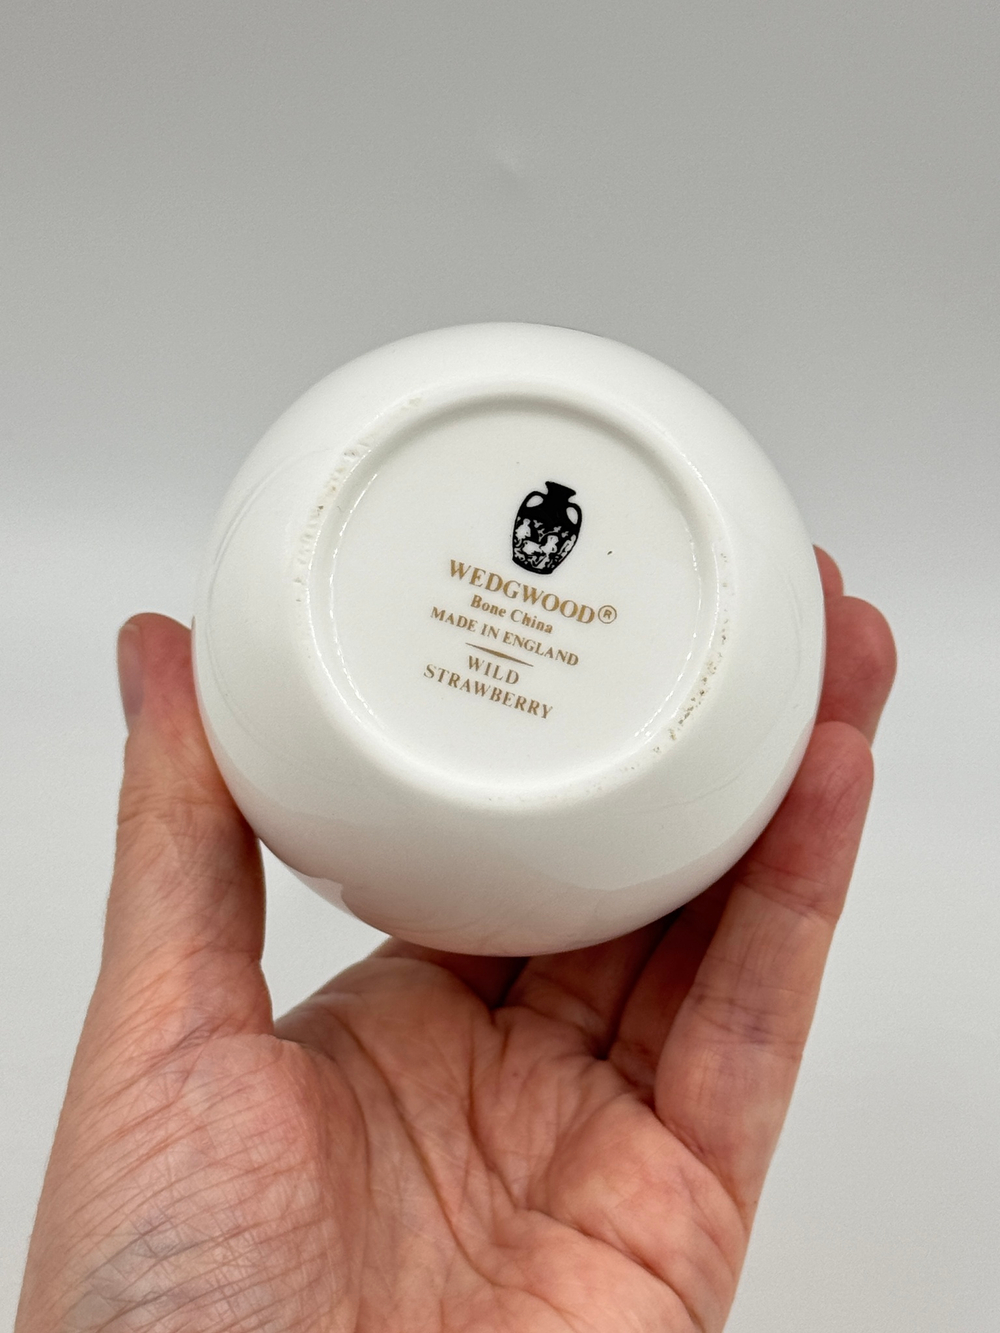 WEDGWOOD®
Bone China
MADE IN ENGLAND
WILD
STRAWBERRY